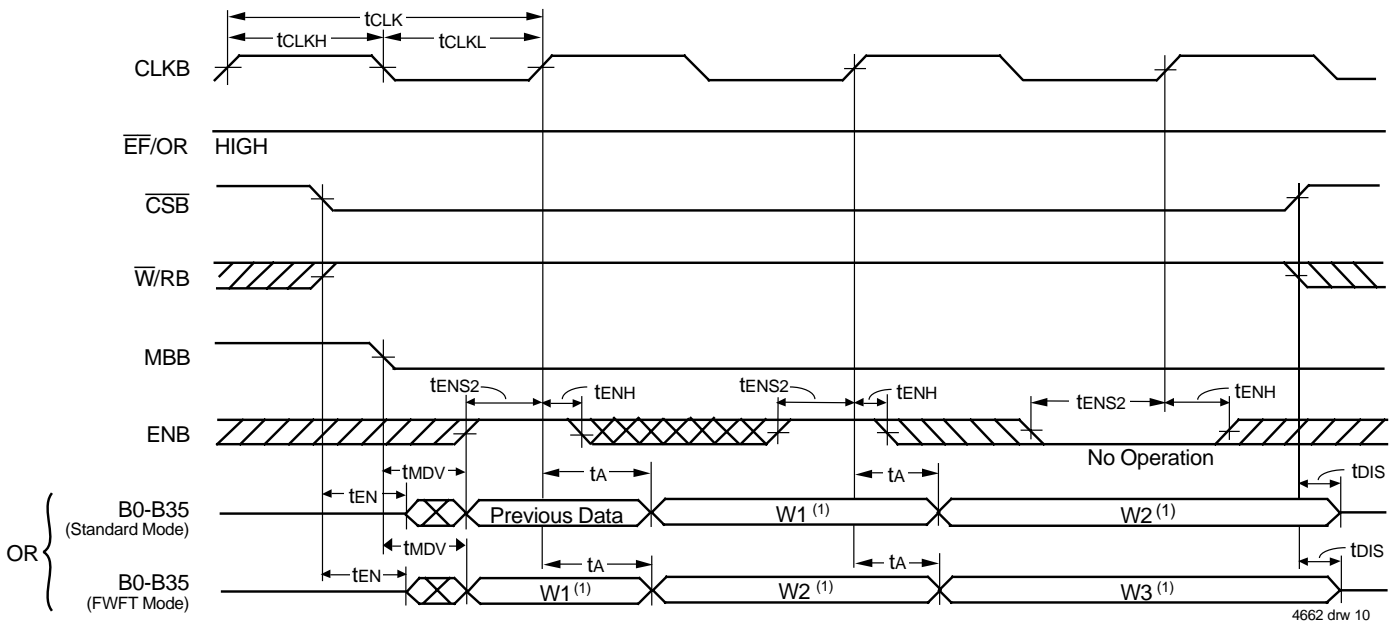 tCLK
tCLKH
tCLKL
CLKB
EF/OR
HIGH
CSB
W/RB
MBB
tENS2
tENH
tENS2
tENH
tENS2
tENH
ENB
No Operation
tMDV
tA
tA
tEN
tDIS
B0-B35
(Standard Mode)
Previous Data
W1 (1)
W2 (1)
OR
tMDV
tA
tA
tEN
tDIS
B0-B35
(FWFT Mode)
W1 (1)
W2 (1)
W3 (1)
4662 drw 10